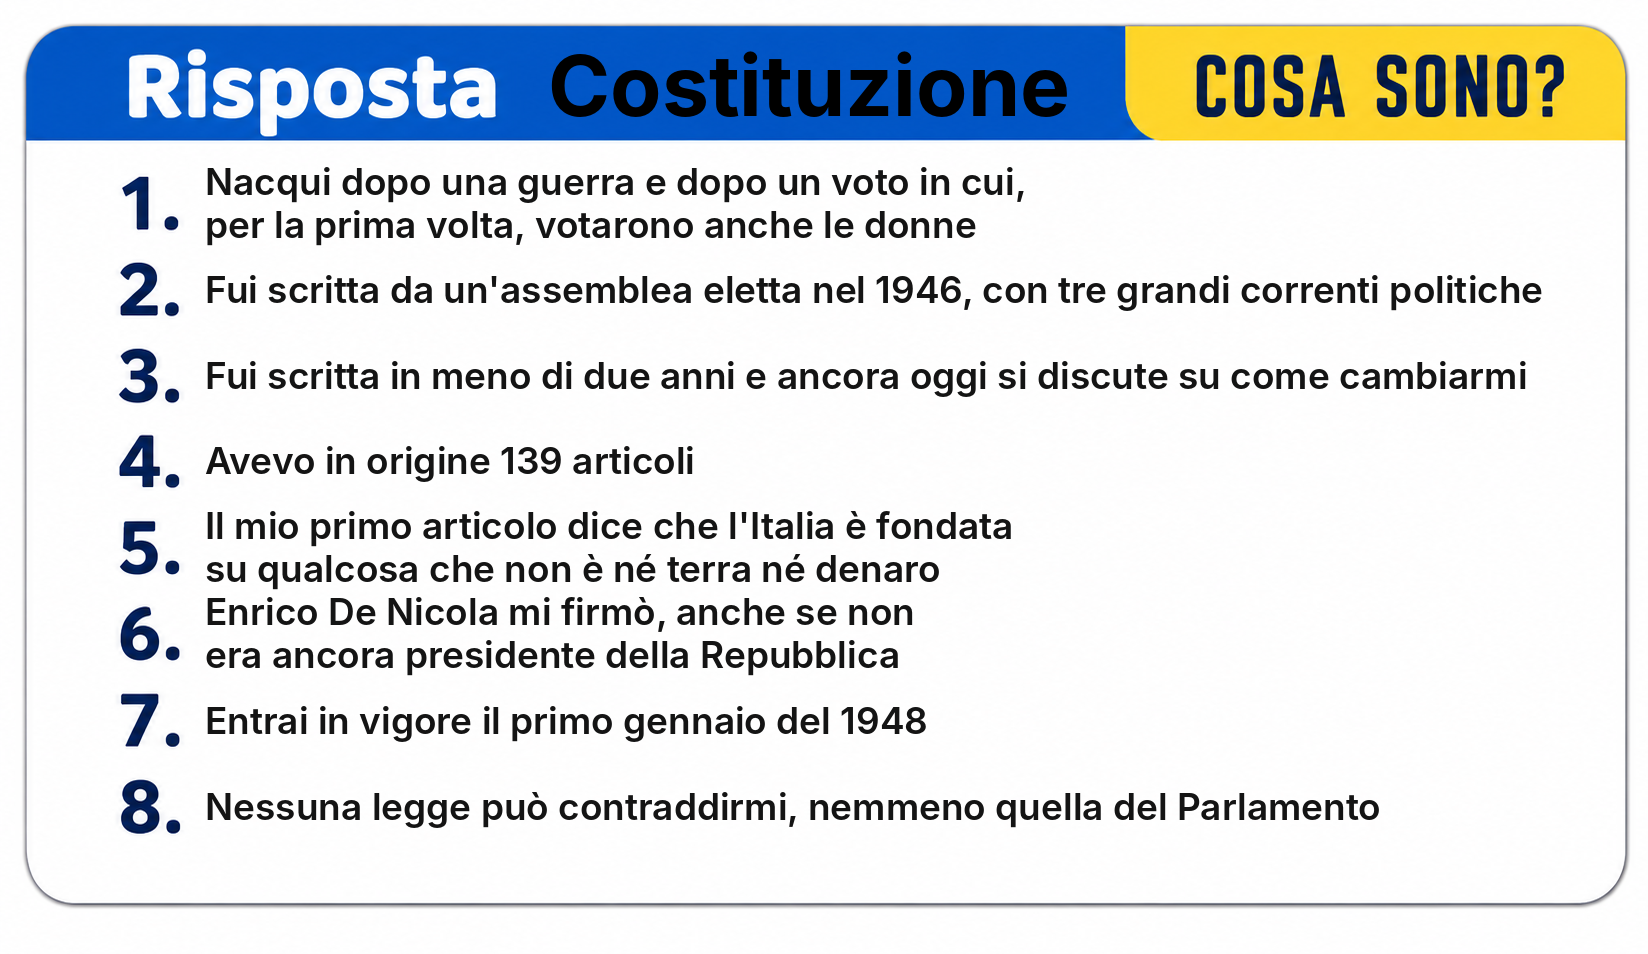 Risposta Costituzione COSA SONO?
1. Nacqui dopo una guerra e dopo un voto in cui,
per la prima volta, votarono anche le donne
2. Fui scritta da un'assemblea eletta nel 1946, con tre grandi correnti politiche
3. Fui scritta in meno di due anni e ancora oggi si discute su come cambiarmi
4. Avevo in origine 139 articoli
5. Il mio primo articolo dice che l'Italia è fondata
su qualcosa che non è né terra né denaro
6. Enrico De Nicola mi firmò, anche se non
era ancora presidente della Repubblica
7. Entrai in vigore il primo gennaio del 1948
8. Nessuna legge può contraddirmi, nemmeno quella del Parlamento